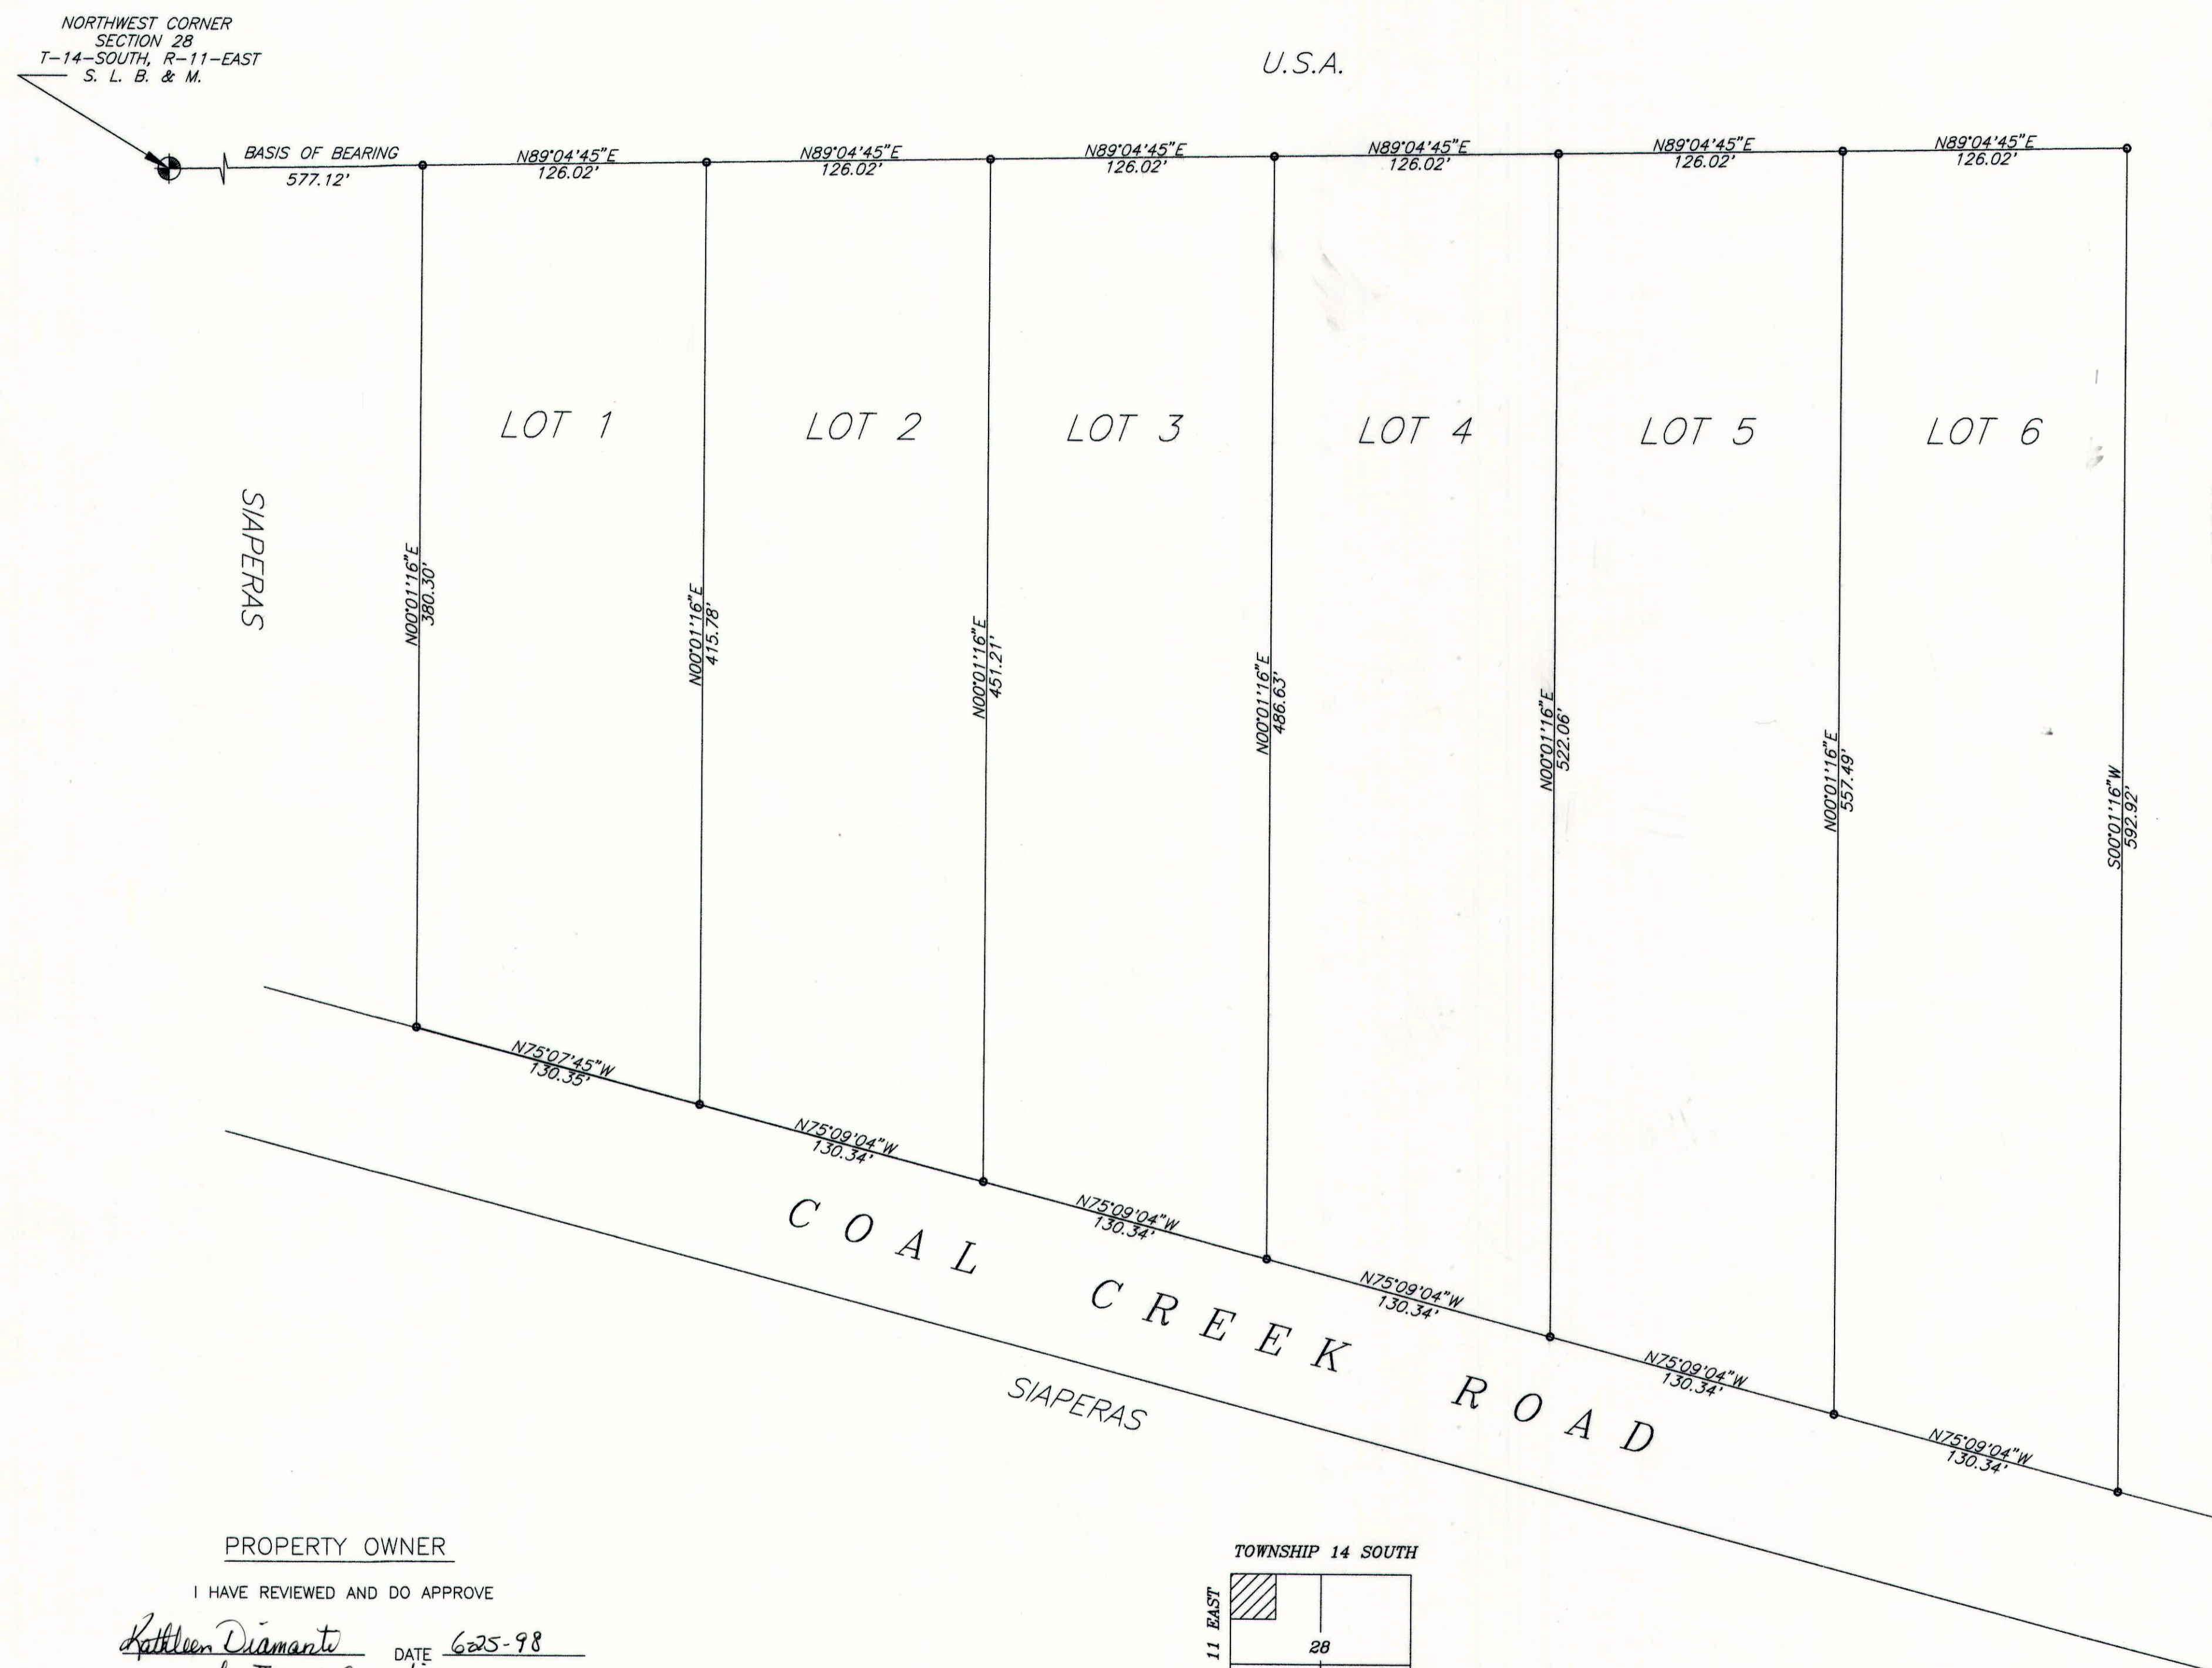 NORTHWEST CORNER
SECTION 28
T-14-SOUTH, R-11-EAST
S. L. B. & M.
U.S.A.
BASIS OF BEARING
577.12'
N89°04'45"E
126.02'
N89°04'45"E
126.02'
N89°04'45"E
126.02'
N89°04'45"E
126.02'
N89°04'45"E
126.02'
N89°04'45"E
126.02'
LOT 1
LOT 2
LOT 3
LOT 4
LOT 5
LOT 6
SIAPERAS
N00°01'16"E
380.30'
N00°01'16"E
415.78'
N00°01'16"E
451.21'
N00°01'16"E
486.63'
N00°01'16"E
522.06'
N00°01'16"E
557.49'
S00°01'16"W
592.92'
N75°07'45"W
130.35'
N75°09'04"W
130.34'
N75°09'04"W
130.34'
N75°09'04"W
130.34'
N75°09'04"W
130.34'
N75°09'04"W
130.34'
COAL CREEK ROAD
SIAPERAS
PROPERTY OWNER
I HAVE REVIEWED AND DO APPROVE
Kathleen Diamanti DATE 6-25-98
TOWNSHIP 14 SOUTH
11 EAST
28